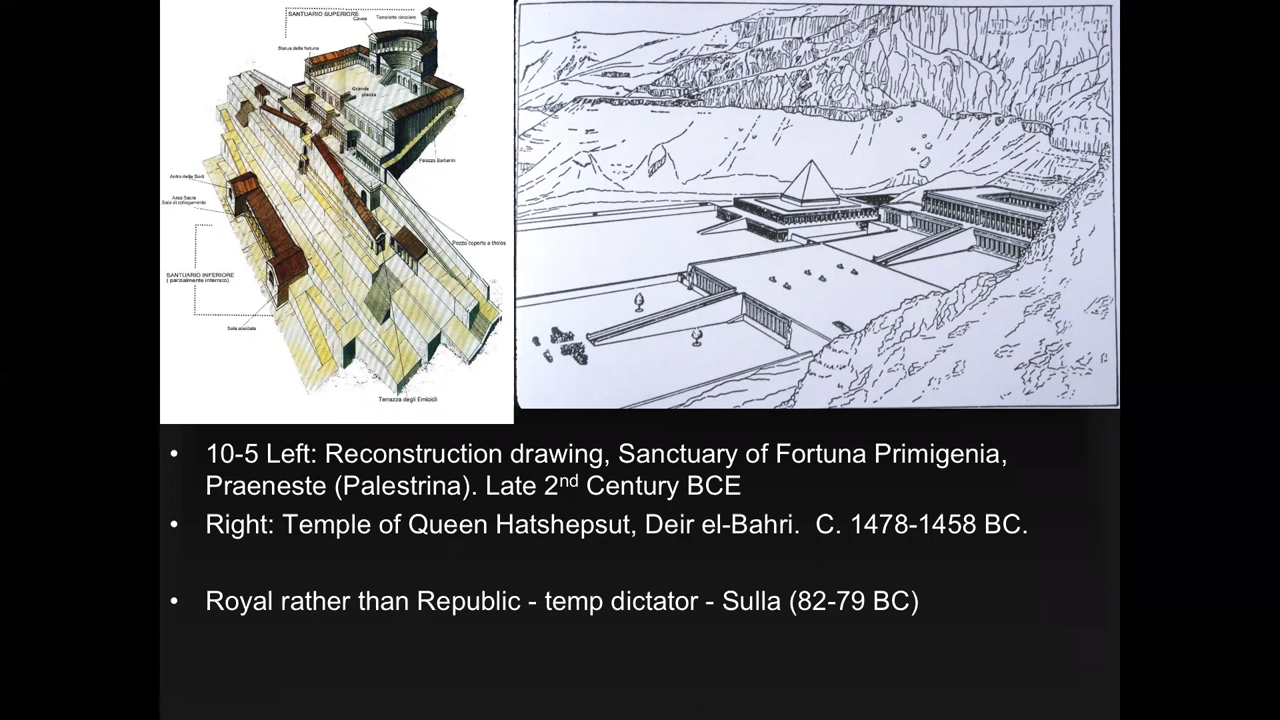 SANTUARIO SUPERIORE
Cavea
Tempietto circolare
Statua della fortuna
Grande
piazza
Palazzo Barberini
Antro delle Sorti
Area Sacra
Sala di collegamento
Pozzo coperto a tholos
SANTUARIO INFERIORE
( parzialmente interrato)
Sala absidata
Terrazza degli Emicicli
• 10-5 Left: Reconstruction drawing, Sanctuary of Fortuna Primigenia,
Praeneste (Palestrina). Late 2nd Century BCE
• Right: Temple of Queen Hatshepsut, Deir el-Bahri. C. 1478-1458 BC.
• Royal rather than Republic - temp dictator - Sulla (82-79 BC)